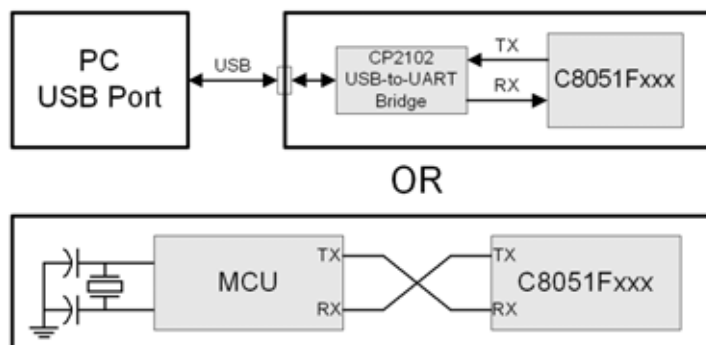 PC
USB Port
USB
CP2102
USB-to-UART
Bridge
TX
RX
C8051Fxxx
OR
MCU
TX
RX
TX
RX
C8051Fxxx